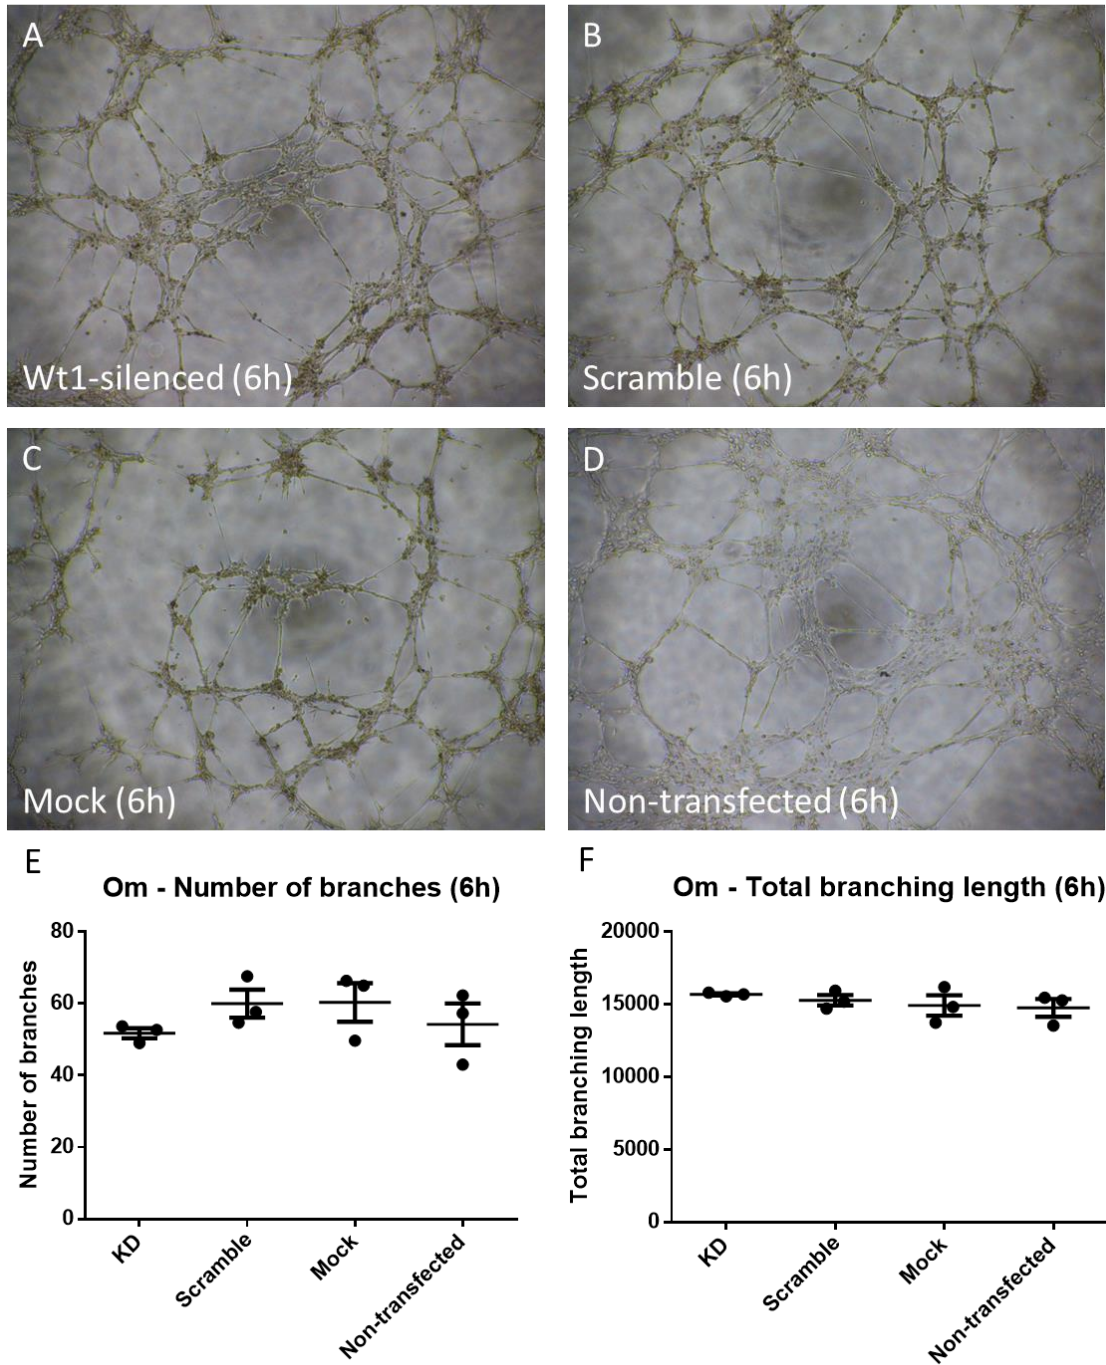 A
Wt1-silenced (6h)
B
Scramble (6h)
C
Mock (6h)
D
Non-transfected (6h)
E
Om - Number of branches (6h)
Number of branches
80
60
40
20
0
KD
Scramble
Mock
Non-transfected
F
Om - Total branching length (6h)
Total branching length
20000
15000
10000
5000
0
KD
Scramble
Mock
Non-transfected